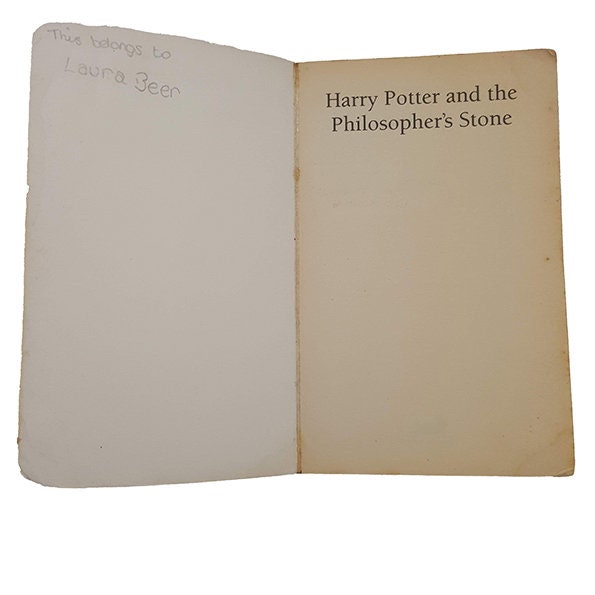 This belongs to
Laura Beer
Harry Potter and the
Philosopher's Stone